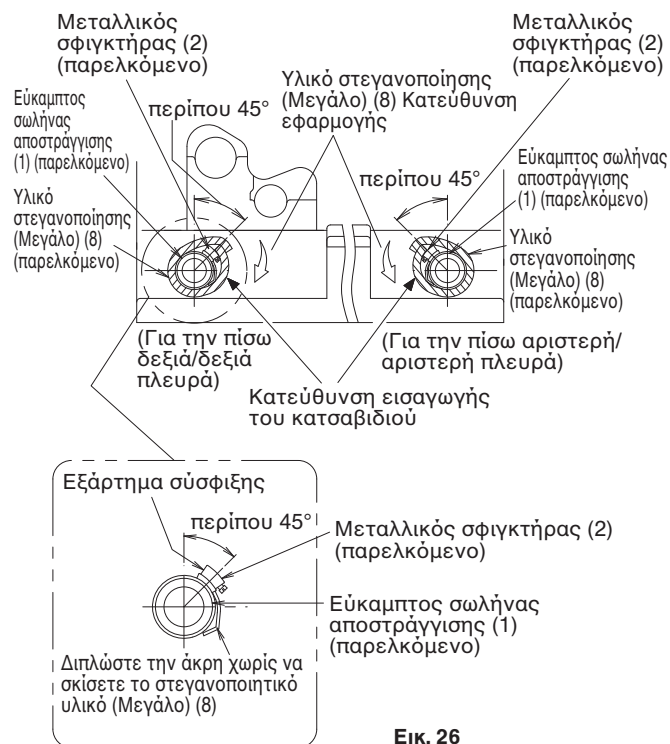 Μεταλλικός
σφιγκτήρας (2)
(παρελκόμενο)
Μεταλλικός
σφιγκτήρας (2)
(παρελκόμενο)
Υλικό στεγανοποίησης
(Μεγάλο) (8) Κατεύθυνση
εφαρμογής
Εύκαμπτος
σωλήνας
αποστράγγισης
(1) (παρελκόμενο)
περίπου 45°
Υλικό
στεγανοποίησης
(Μεγάλο) (8)
(παρελκόμενο)
περίπου 45°
Εύκαμπτος σωλήνας
αποστράγγισης
(1) (παρελκόμενο)
Υλικό
στεγανοποίησης
(Μεγάλο) (8)
(παρελκόμενο)
(Για την πίσω
δεξιά/δεξιά
πλευρά)
(Για την πίσω αριστερή/
αριστερή πλευρά)
Κατεύθυνση εισαγωγής
του κατσαβιδιού
Εξάρτημα σύσφιξης
περίπου 45°
Μεταλλικός σφιγκτήρας (2)
(παρελκόμενο)
Εύκαμπτος σωλήνας
αποστράγγισης (1)
(παρελκόμενο)
Διπλώστε την άκρη χωρίς να
σκίσετε το στεγανοποιητικό
υλικό (Μεγάλο) (8)
Εικ. 26